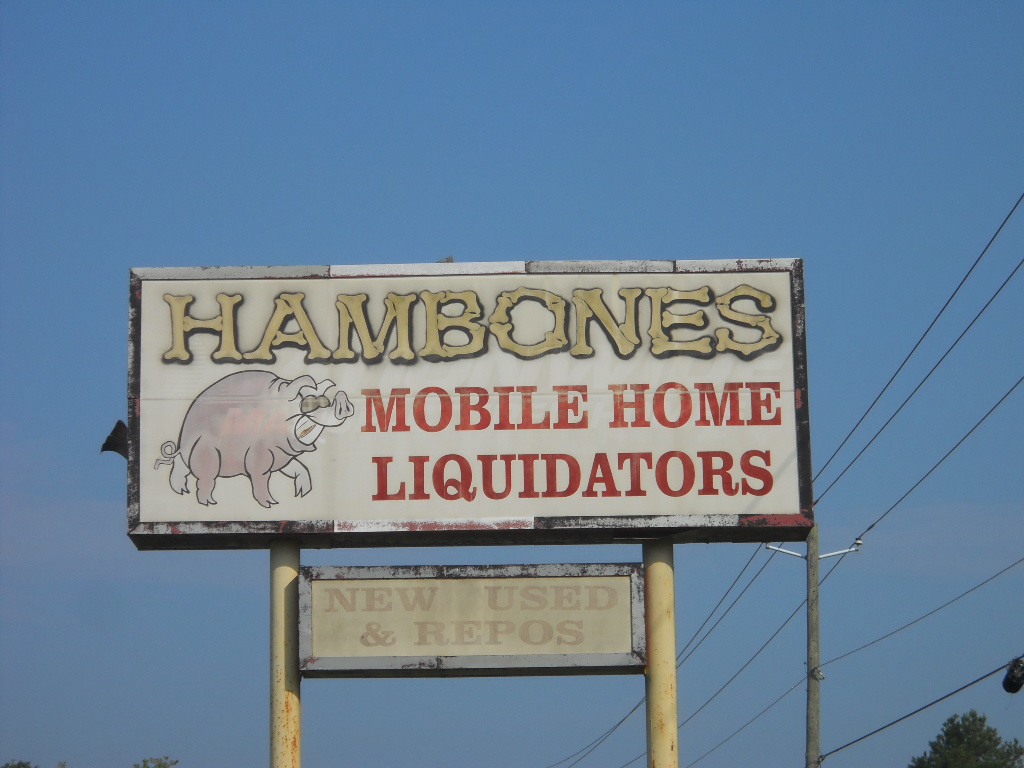 HAMBONES
MOBILE HOME
LIQUIDATORS
NEW USED
& REPOS